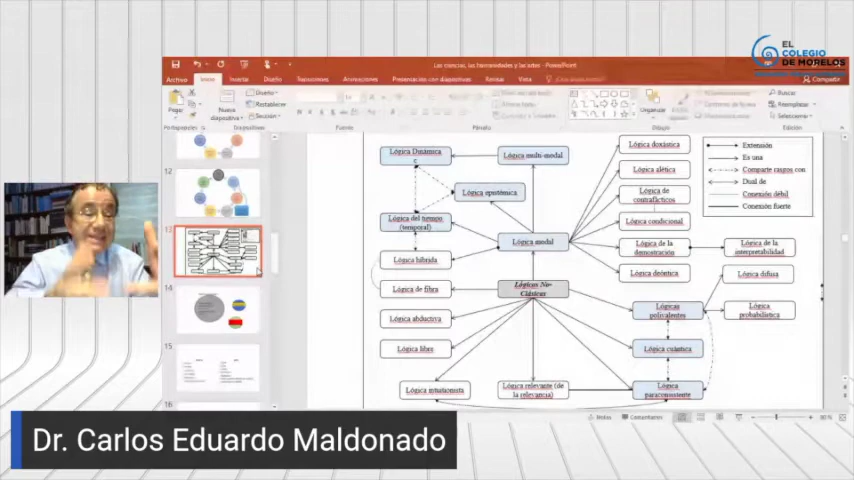 Las ciencias, las humanidades y las artes - PowerPoint
EL
COLEGIO
DE MORELOS
Archivo
Inicio
Insertar
Diseño
Transiciones
Animaciones
Presentación con diapositivas
Revisar
Vista
Compartir
Pegar
Nueva
diapositiva
Diseño
Restablecer
Sección
Organizar
Buscar
Reemplazar
Seleccionar
Portapapeles
Diapositivas
Fuente
Párrafo
Dibujo
Edición
12
13
14
15
16
Lógica Dinámica
c
Lógica multi-modal
Lógica epistémica
Lógica del tiempo
(temporal)
Lógica modal
Lógica híbrida
Lógica de fibra
Lógicas No-
Clásicas
Lógica abductiva
Lógica libre
Lógica intuicionista
Lógica relevante (de
la relevancia)
Lógica doxástica
Lógica alética
Lógica de
contrafácticos
Lógica condicional
Lógica de la
demostración
Lógica de la
interpretabilidad
Lógica deóntica
Lógica difusa
Lógicas
polivalentes
Lógica
probabilística
Lógica cuántica
Lógica
paraconsistente
Extensión
Es una
Comparte rasgos con
Dual de
Conexión débil
Conexión fuerte
Notas
Comentarios
80%
Dr. Carlos Eduardo Maldonado